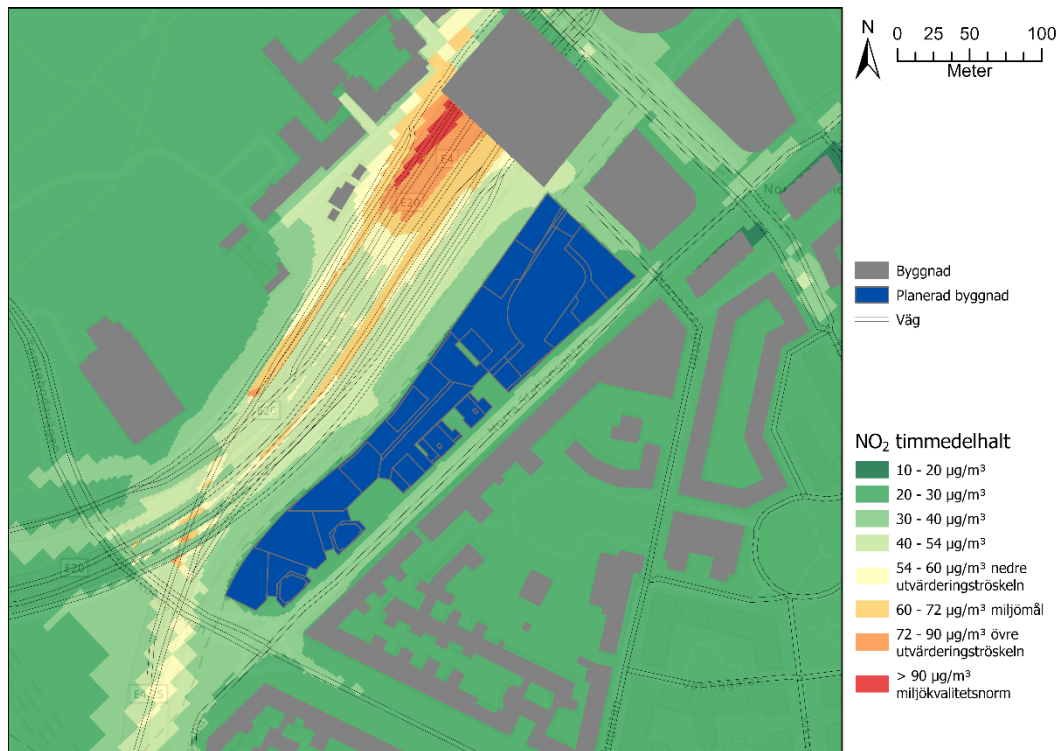 N
0 25 50 100
Meter
E4
E20
E20
E20
Byggnad
Planerad byggnad
Väg
NO₂ timmedelhalt
10 - 20 µg/m³
20 - 30 µg/m³
30 - 40 µg/m³
40 - 54 µg/m³
54 - 60 µg/m³ nedre
utvärderingströskeln
60 - 72 µg/m³ miljömål
72 - 90 µg/m³ övre
utvärderingströskeln
> 90 µg/m³
miljökvalitetsnorm